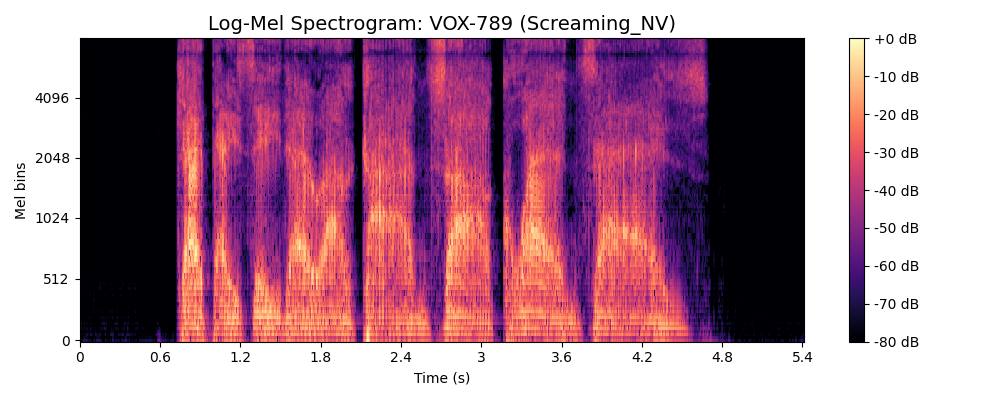 Log-Mel Spectrogram: VOX-789 (Screaming_NV)
+0 dB
-10 dB
-20 dB
-30 dB
-40 dB
-50 dB
-60 dB
-70 dB
-80 dB
4096
2048
1024
512
0
Mel bins
0 0.6 1.2 1.8 2.4 3 3.6 4.2 4.8 5.4
Time (s)